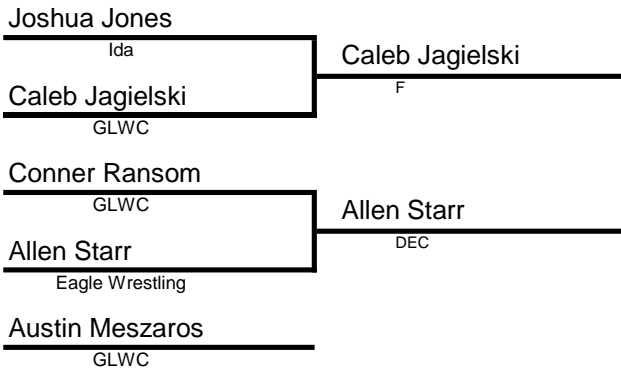 Joshua Jones
Ida
Caleb Jagielski
GLWC
Caleb Jagielski
F
Conner Ransom
GLWC
Allen Starr
Eagle Wrestling
Allen Starr
DEC
Austin Meszaros
GLWC